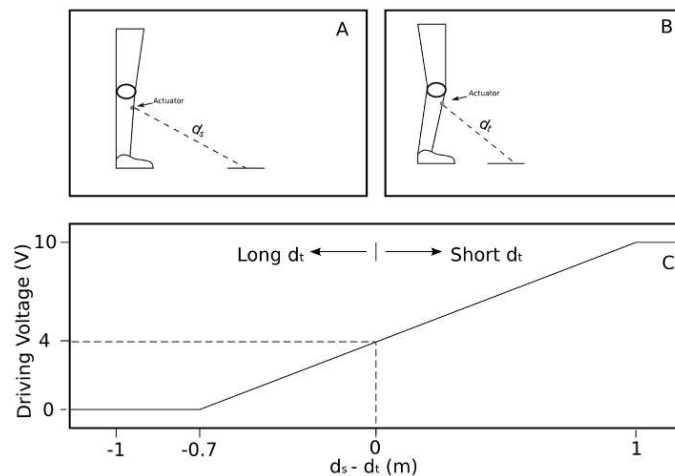 A
Actuator
ds
B
Actuator
dt
Driving Voltage (V)
10
4
0
Long dt
Short dt
C
-1
-0.7
0
1
ds - dt (m)